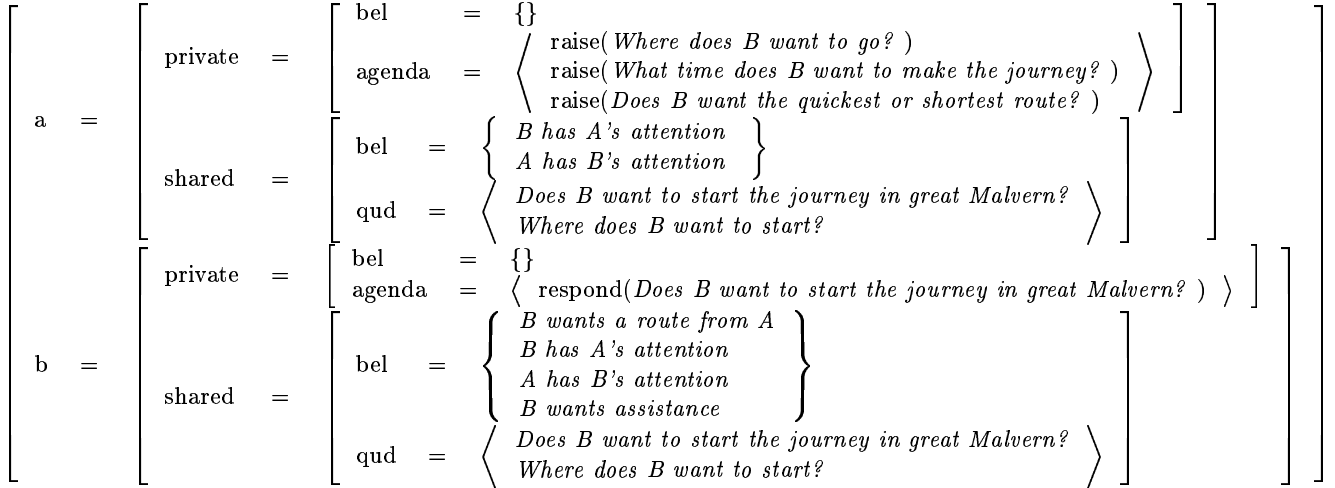 bel = {}
private = agenda = ⟨ raise( Where does B want to go? )
raise( What time does B want to make the journey? )
raise( Does B want the quickest or shortest route? ) ⟩
a =
shared = bel = { B has A's attention
A has B's attention }
qud = ⟨ Does B want to start the journey in great Malvern?
Where does B want to start? ⟩
private = bel = {}
agenda = ⟨ respond( Does B want to start the journey in great Malvern? ) ⟩
b =
shared = bel = { B wants a route from A
B has A's attention
A has B's attention
B wants assistance }
qud = ⟨ Does B want to start the journey in great Malvern?
Where does B want to start? ⟩